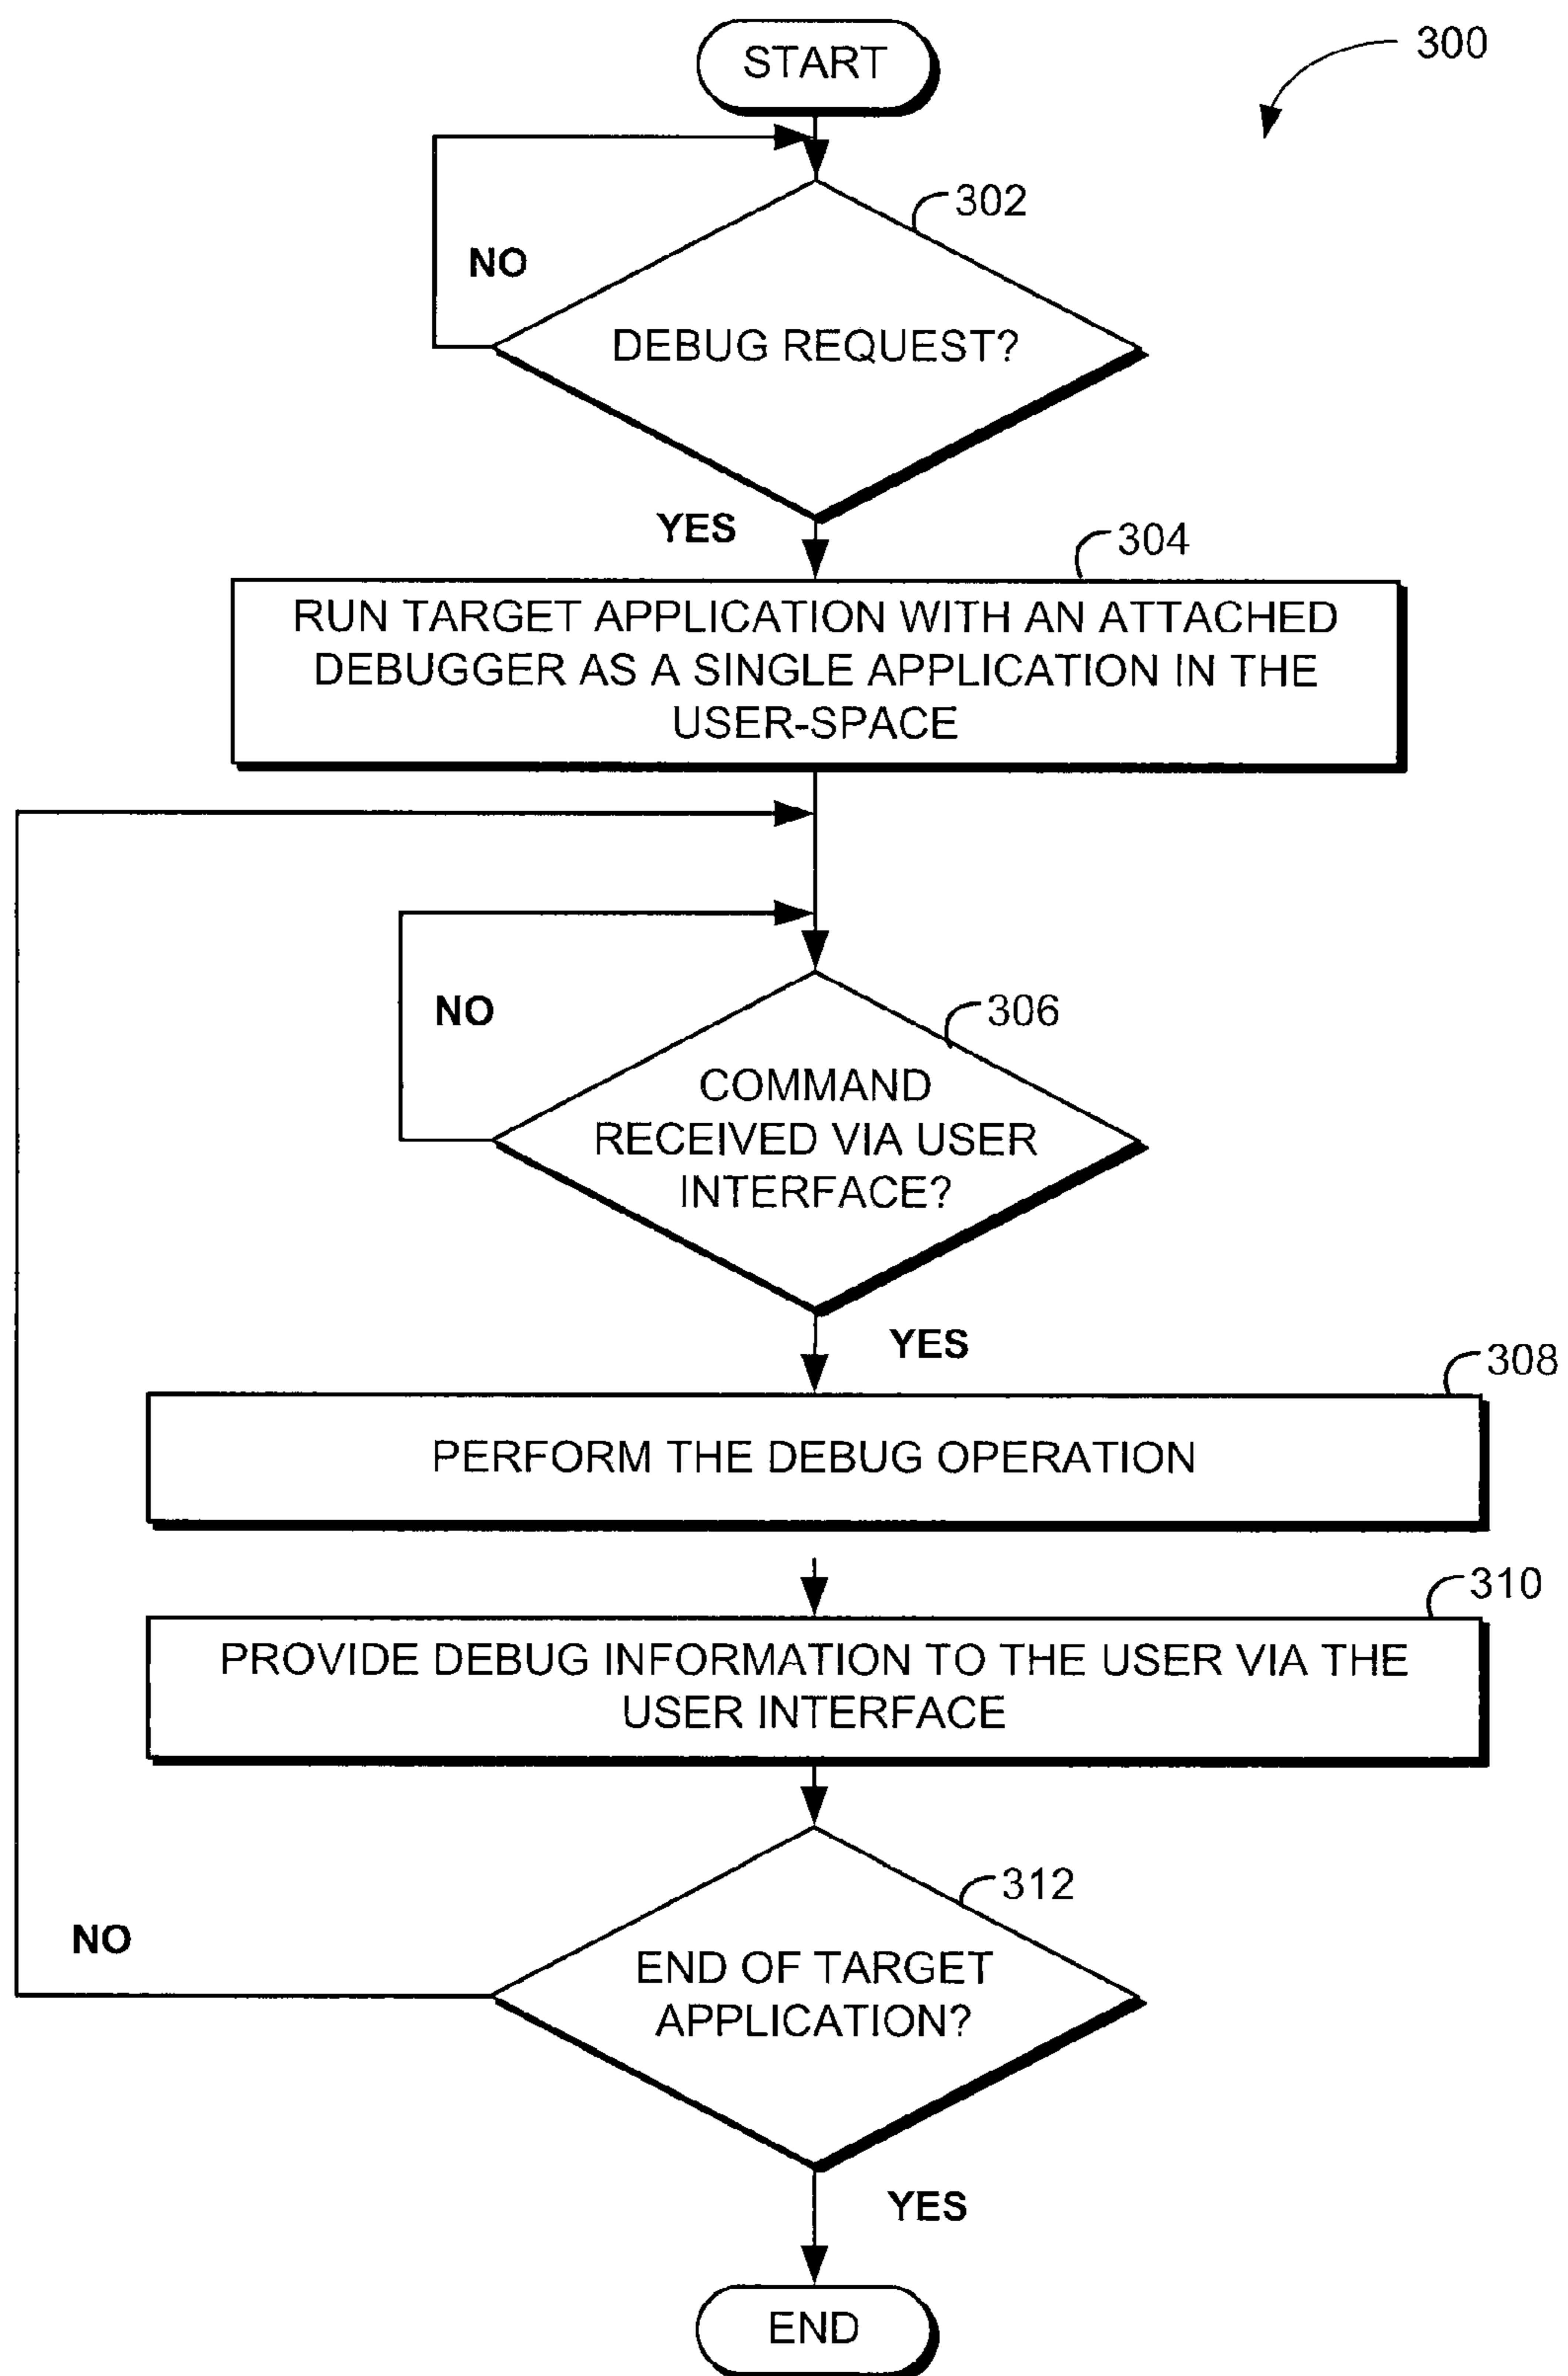 START
300
302
NO
DEBUG REQUEST?
YES
304
RUN TARGET APPLICATION WITH AN ATTACHED
DEBUGGER AS A SINGLE APPLICATION IN THE
USER-SPACE
NO
306
COMMAND
RECEIVED VIA USER
INTERFACE?
YES
308
PERFORM THE DEBUG OPERATION
310
PROVIDE DEBUG INFORMATION TO THE USER VIA THE
USER INTERFACE
312
NO
END OF TARGET
APPLICATION?
YES
END